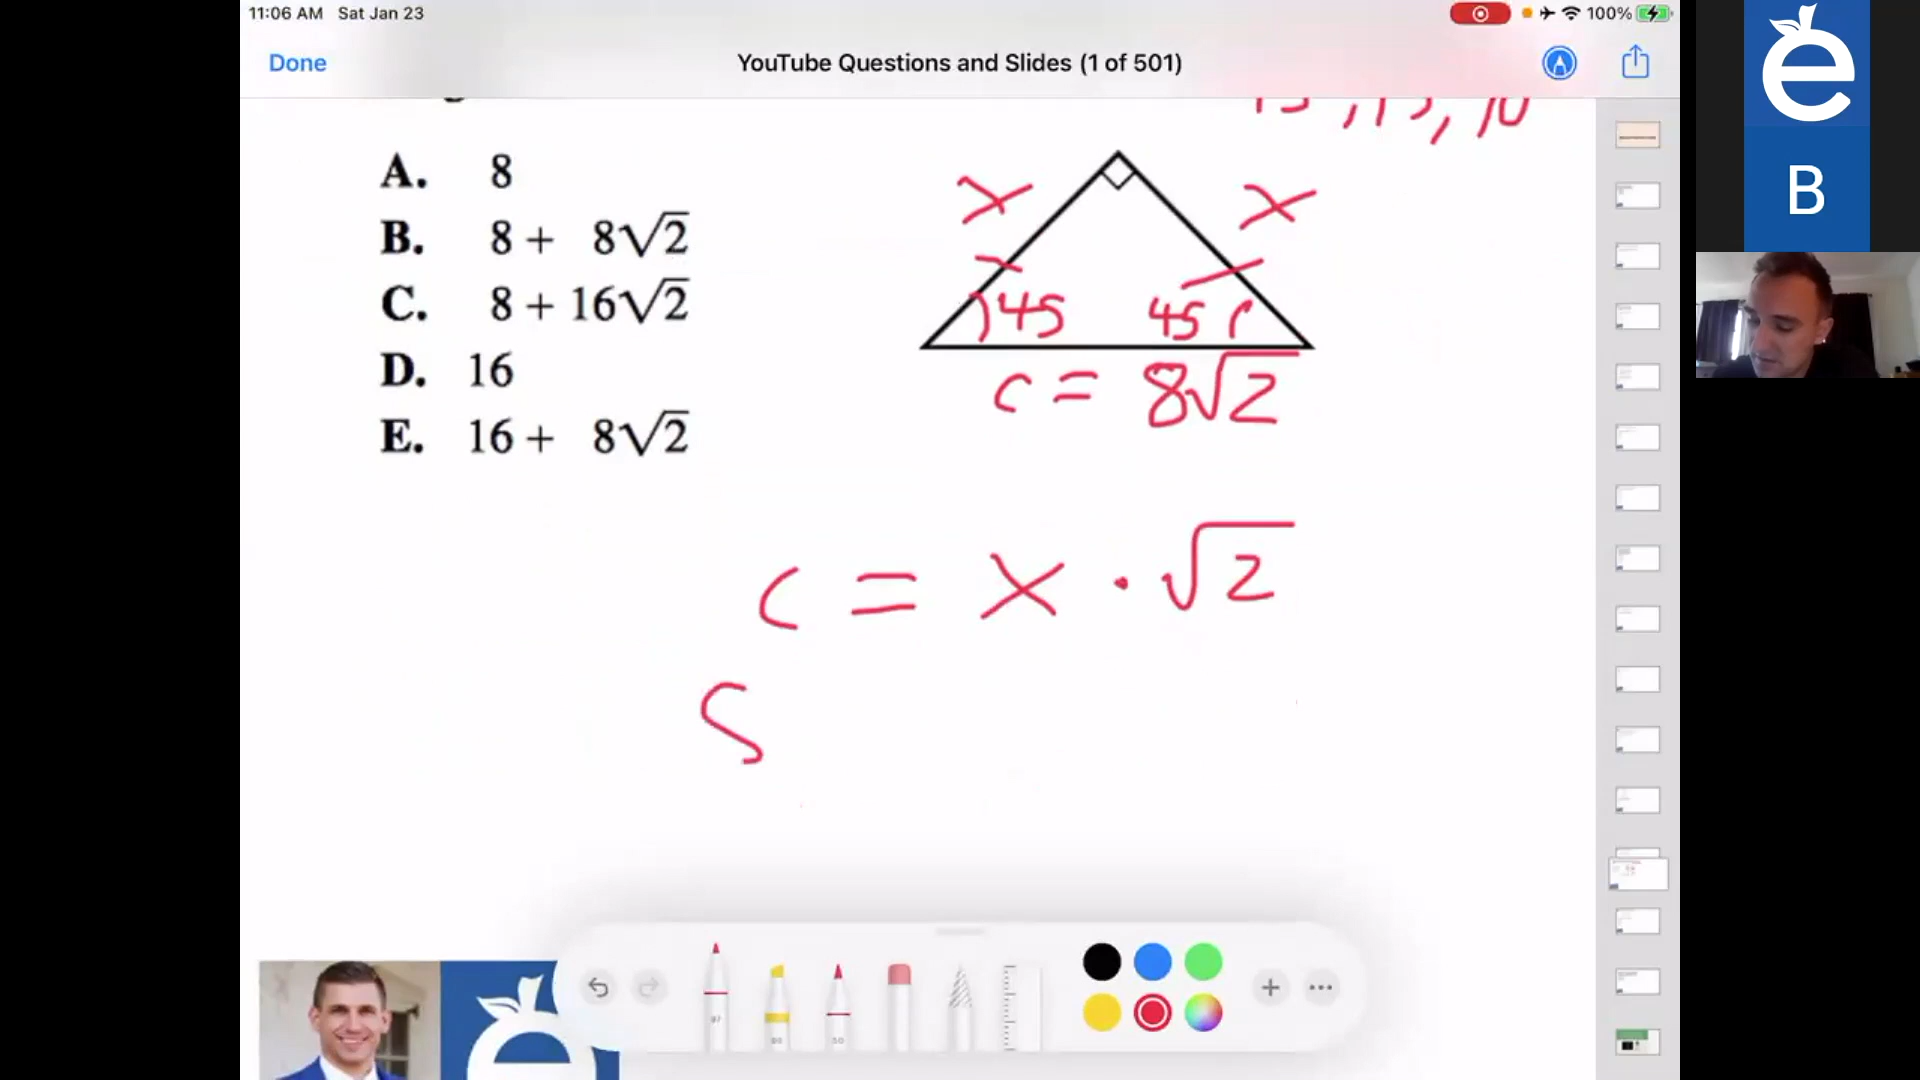 11:06 AM Sat Jan 23
100%
Done
YouTube Questions and Slides (1 of 501)
B
A. 8
B. 8 + 8√2
C. 8 + 16√2
D. 16
E. 16 + 8√2
x x
45 45
c = 8√2
c = x · √2